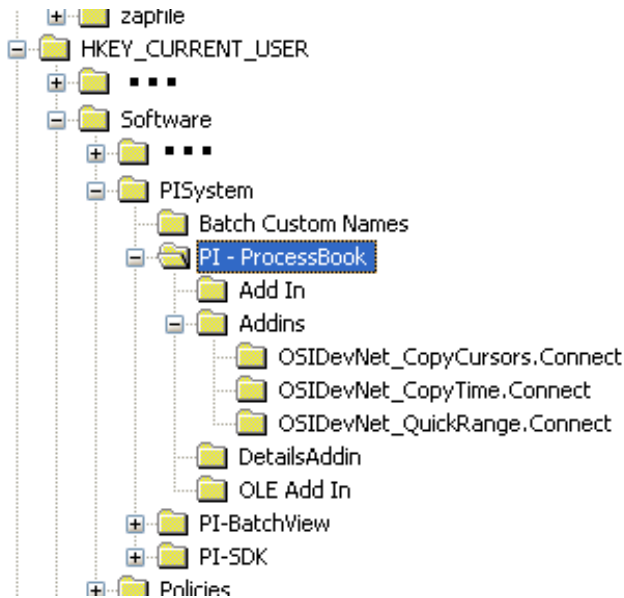 zapfile
HKEY_CURRENT_USER
...
Software
...
PISystem
Batch Custom Names
PI - ProcessBook
Add In
Addins
OSIDevNet_CopyCursors.Connect
OSIDevNet_CopyTime.Connect
OSIDevNet_QuickRange.Connect
DetailsAddin
OLE Add In
PI-BatchView
PI-SDK
Policies